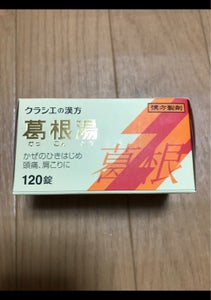 クラシエの漢方
漢方製剤
葛根湯
かっ こん とう
かぜのひきはじめ
頭痛、肩こりに
120錠
葛根